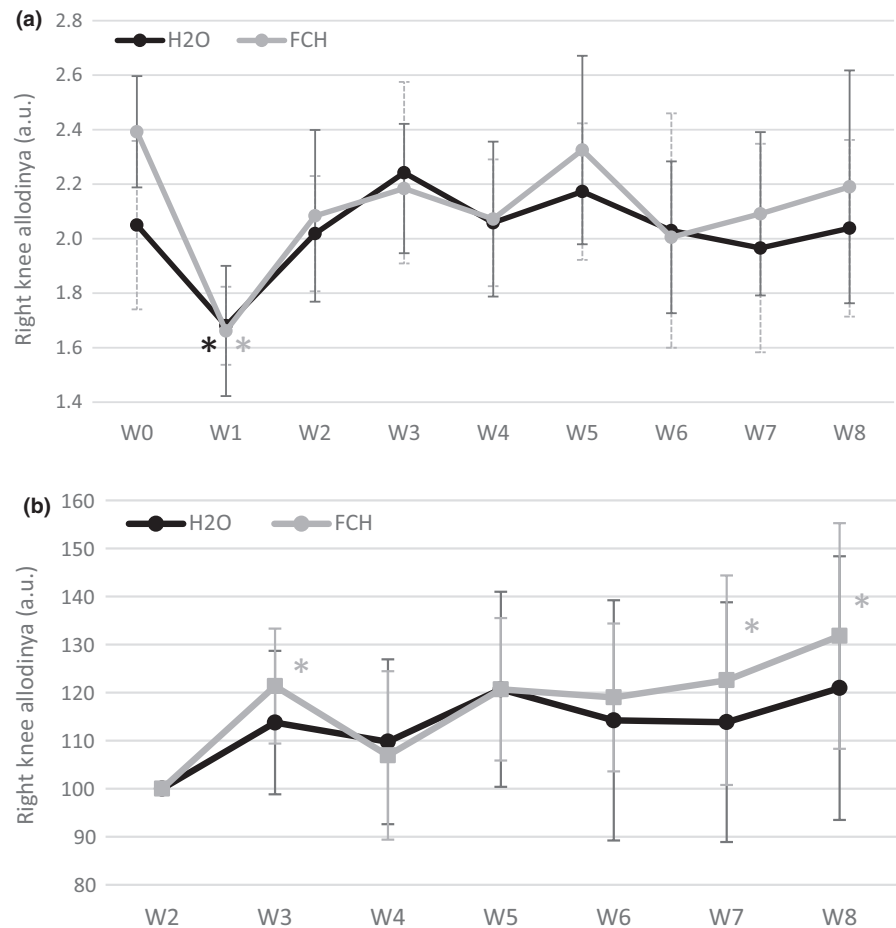 (a)
2.8
H2O FCH
2.6
2.4
2.2
2.0
1.8
1.6
1.4
Right knee allodinya (a.u.)
* *
W0 W1 W2 W3 W4 W5 W6 W7 W8
(b)
160
H2O FCH
150
140
130
120
110
100
90
80
Right knee allodinya (a.u.)
* * *
W2 W3 W4 W5 W6 W7 W8